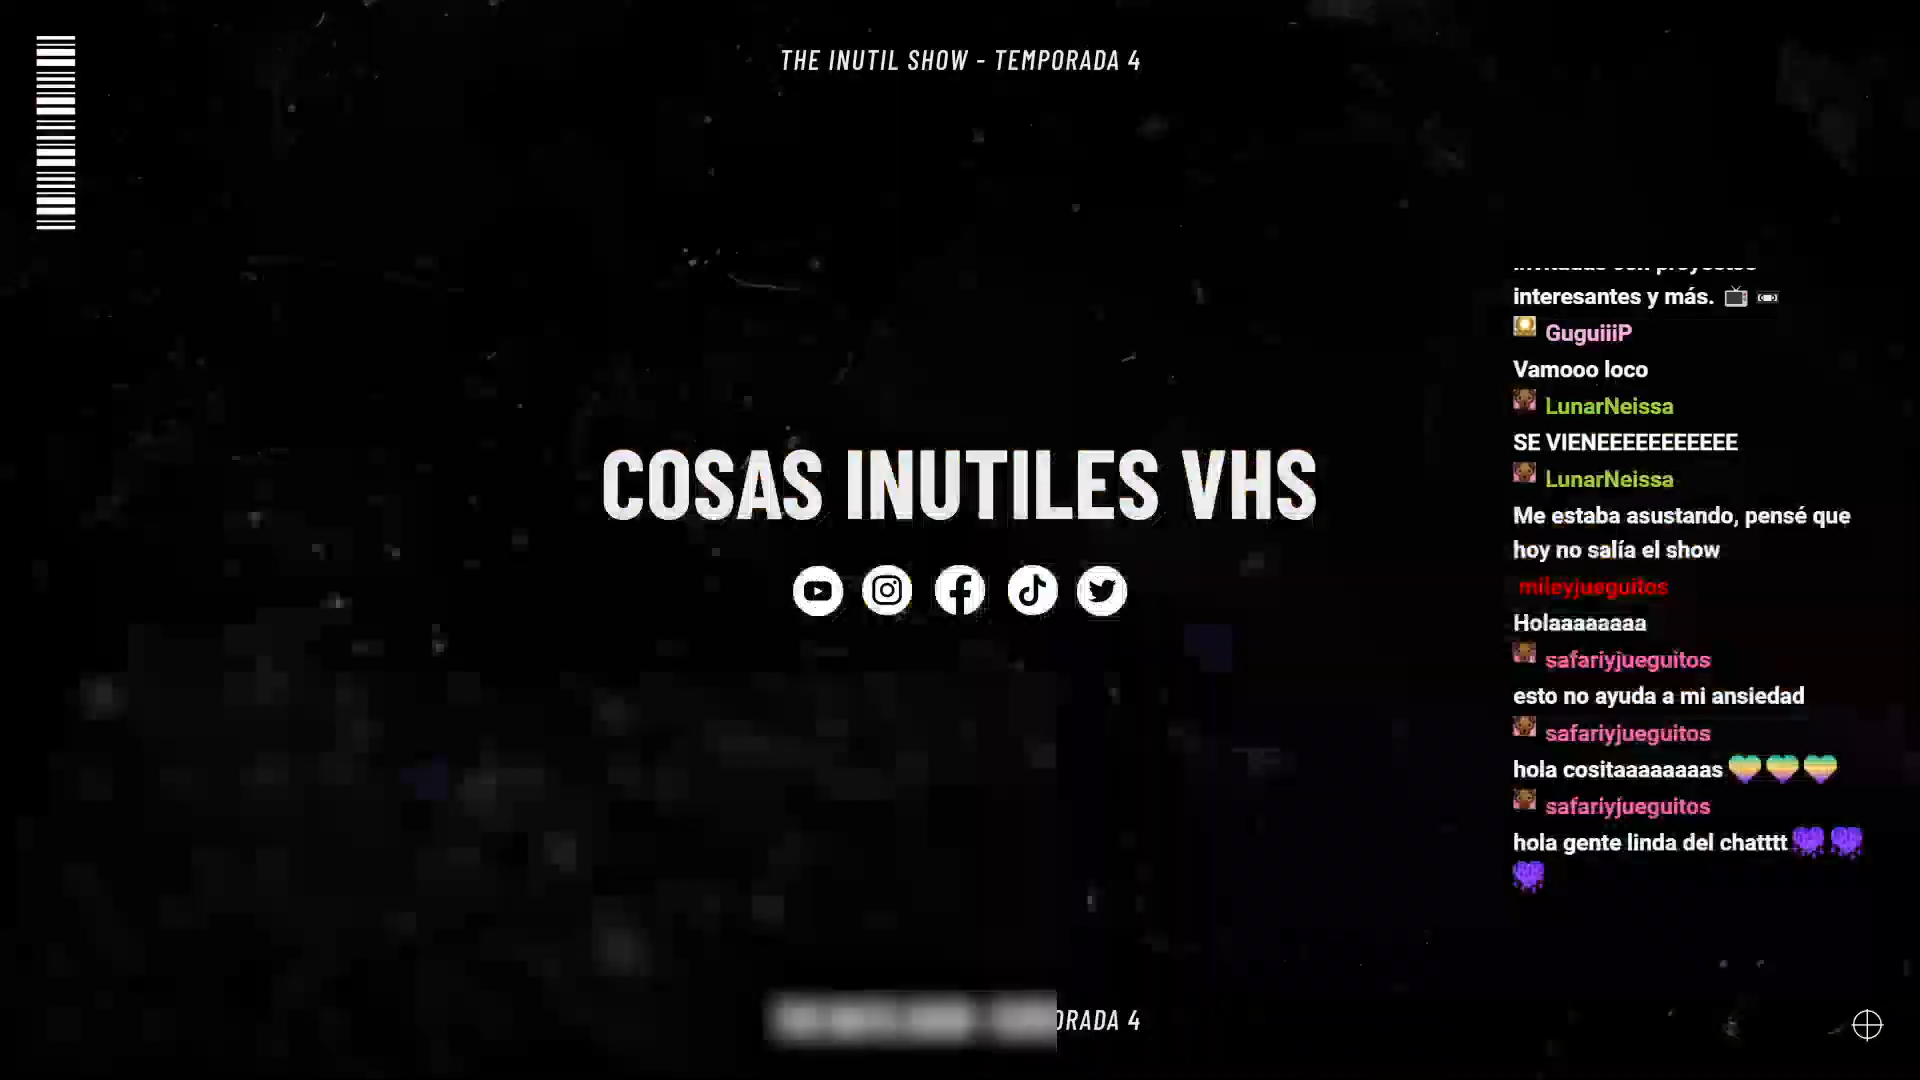 THE INUTIL SHOW - TEMPORADA 4
COSAS INUTILES VHS
interesantes y más.
GuguiiiP
Vamooo loco
LunarNeissa
SE VIENEEEEEEEEEEE
LunarNeissa
Me estaba asustando, pensé que
hoy no salía el show
mileyjueguitos
Holaaaaaaaa
safariyjueguitos
esto no ayuda a mi ansiedad
safariyjueguitos
hola cositaaaaaaaas
safariyjueguitos
hola gente linda del chatttt
ORADA 4